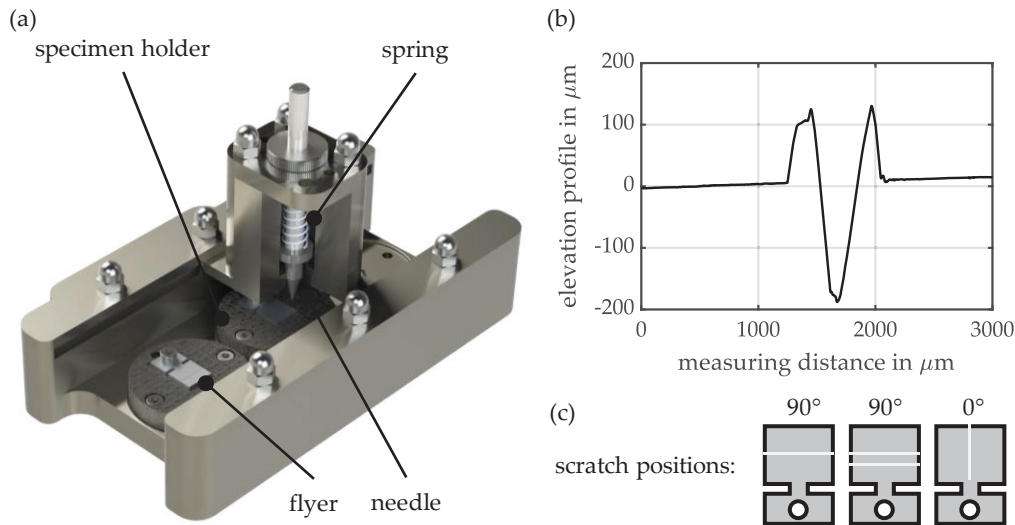 (a)
specimen holder
spring
flyer
needle
(b)
elevation profile in µm
200
100
0
-100
-200
0
1000
2000
3000
measuring distance in µm
(c)
90°
90°
0°
scratch positions: